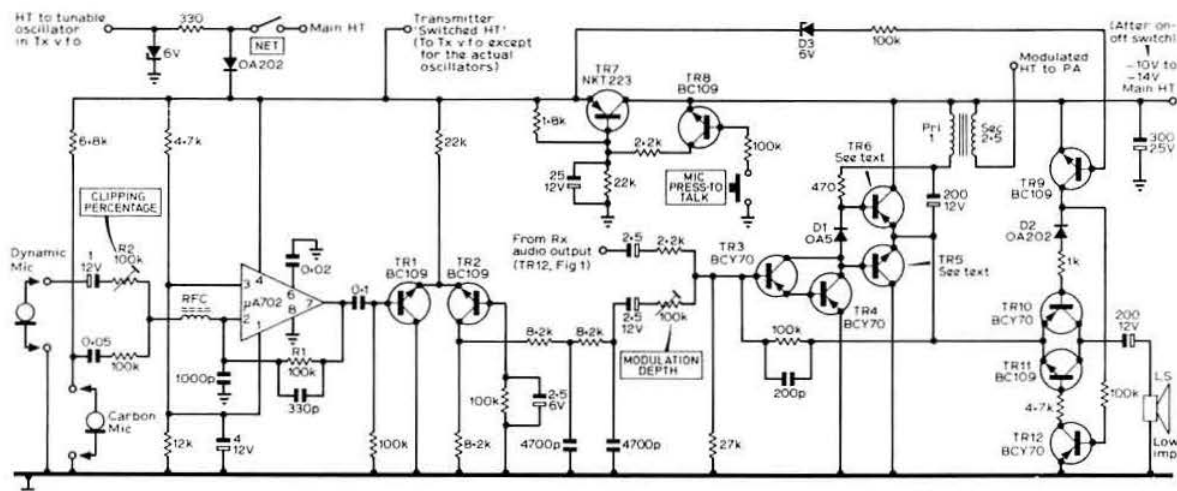 HT to tunable
oscillator
in Tx vfo
330
Main HT
NET
6V
OA202
Transmitter
'Switched HT'
(To Tx vfo except
for the actual
oscillators)
D3
6V
100k
(After on-
off switch)
-10V to
-14V
Main HT
Modulated
HT to PA
TR7
NKT223
TR8
BC109
6·8k
4·7k
22k
1·8k
2·2k
100k
25
12V
22k
MIC
PRESS-TO
TALK
Pri
1
Sec
2·5
300
25V
TR6
See text
470
200
12V
TR9
BC109
CLIPPING
PERCENTAGE
R2
100k
Dynamic
Mic
1
12V
RFC
0·02
3
4
2
1
6
8
7
μA702
0·1
TR1
BC109
TR2
BC109
From Rx
audio output
(TR12, Fig 1)
2·5
2·2k
TR3
BCY70
D1
OA5
TR5
See text
D2
OA202
1k
TR4
BCY70
TR10
BCY70
0·05
100k
R1
100k
330p
1000p
8·2k
8·2k
2·5
12V
100k
MODULATION
DEPTH
100k
200p
TR11
BC109
200
12V
LS
Low
imp
Carbon
Mic
12k
4
12V
100k
8·2k
100k
2·5
6V
4700p
4700p
27k
4·7k
100k
TR12
BCY70